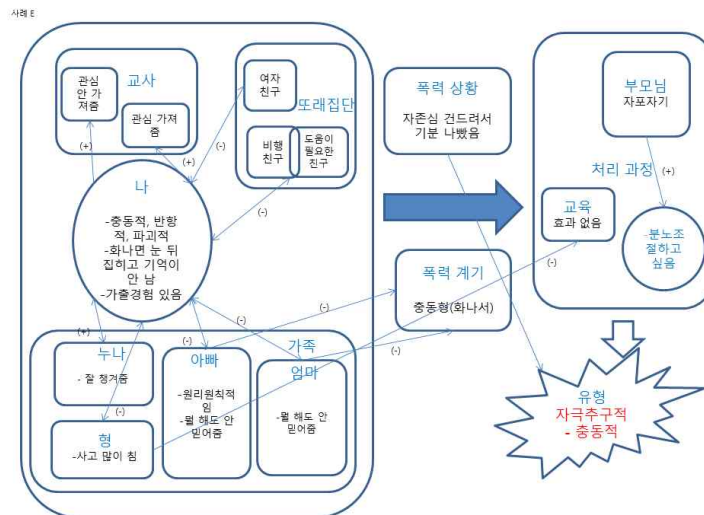 사례 E
교사
관심
안 가
져줌
관심 가져
줌
여자
친구
또래집단
비행
친구
도움이
필요한
친구
(+)
(+)
(-)
(-)
나
-충동적, 반항
적, 파괴적
-화나면 눈 뒤
집히고 기억이
안 남
-가출경험 있음
(+)
(-)
(-)
(-)
(-)
(-)
가족
누나
- 잘 챙겨줌
형
-사고 많이 침
아빠
-원리원칙적
임
-뭘 해도 안
믿어줌
엄마
-뭘 해도 안
믿어줌
폭력 상황
자존심 건드려서
기분 나빴음
폭력 계기
충동형(화나서)
부모님
자포자기
처리 과정
(+)
교육
효과 없음
(-)
-분노조
절하고
싶음
유형
자극추구적
- 충동적